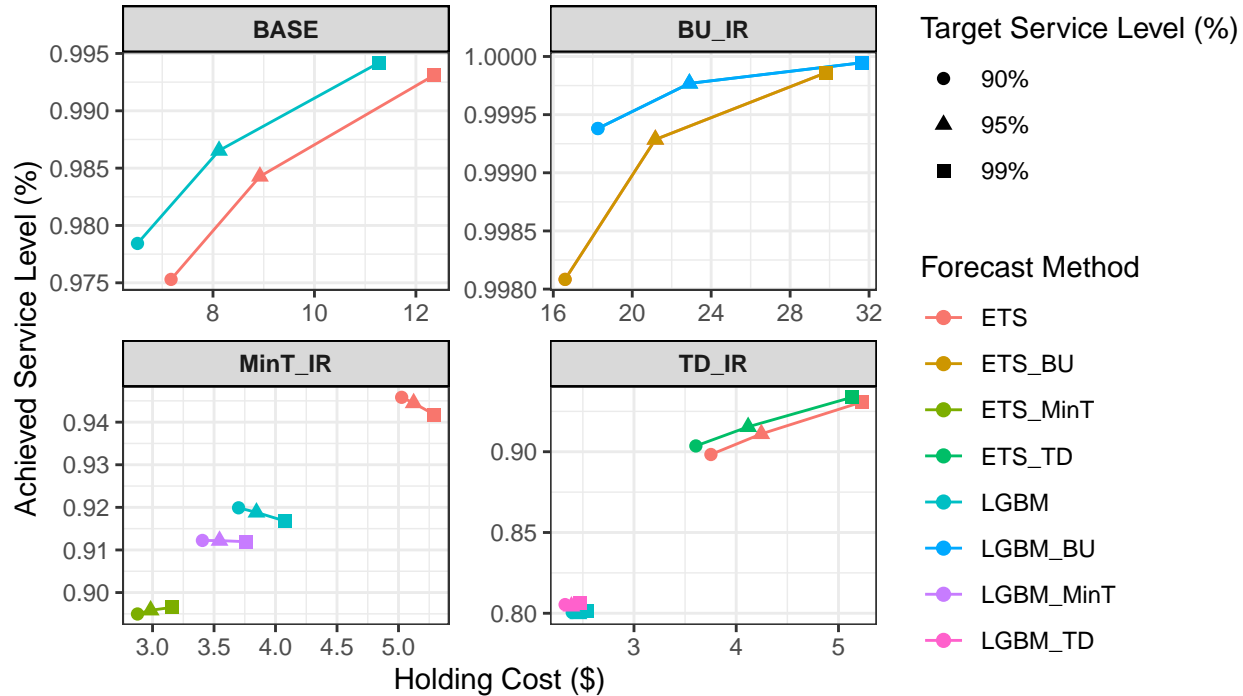 BASE
BU_IR
0.995
0.990
0.985
0.980
0.975
8
10
12
1.0000
0.9995
0.9990
0.9985
0.9980
16
20
24
28
32
MinT_IR
TD_IR
0.94
0.93
0.92
0.91
0.90
3.0
3.5
4.0
4.5
5.0
0.90
0.85
0.80
3
4
5
Achieved Service Level (%)
Holding Cost ($)
Target Service Level (%)
90%
95%
99%
Forecast Method
ETS
ETS_BU
ETS_MinT
ETS_TD
LGBM
LGBM_BU
LGBM_MinT
LGBM_TD